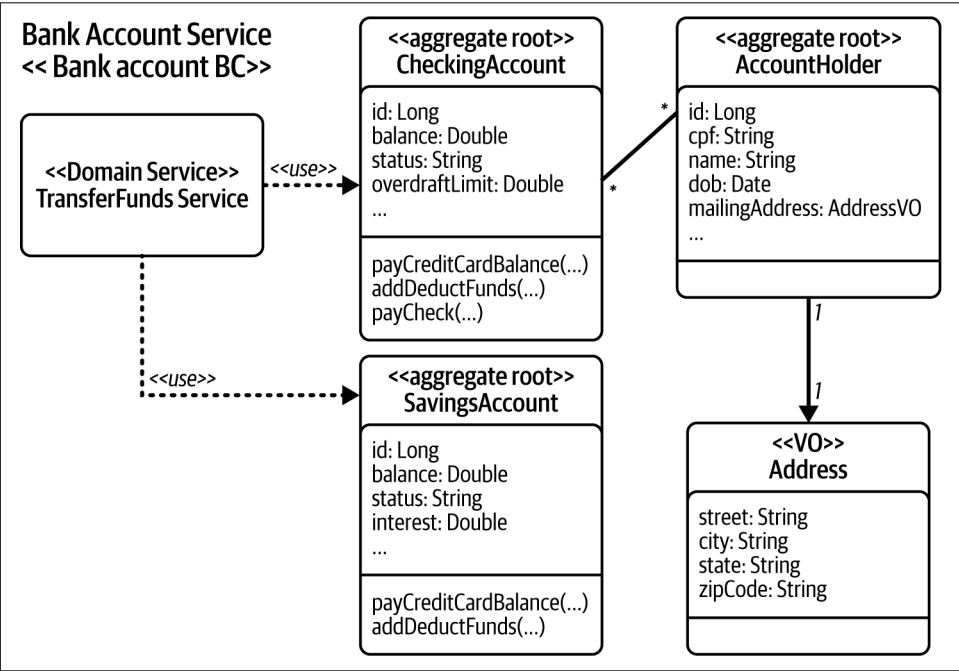 Bank Account Service
<< Bank account BC>>
<<Domain Service>>
TransferFunds Service
<<use>>
<<use>>
<<aggregate root>>
CheckingAccount
id: Long
balance: Double
status: String
overdraftLimit: Double
...
payCreditCardBalance(...)
addDeductFunds(...)
payCheck(...)
*
*
<<aggregate root>>
AccountHolder
id: Long
cpf: String
name: String
dob: Date
mailingAddress: AddressVO
...
1
1
<<aggregate root>>
SavingsAccount
id: Long
balance: Double
status: String
interest: Double
...
payCreditCardBalance(...)
addDeductFunds(...)
<<VO>>
Address
street: String
city: String
state: String
zipCode: String